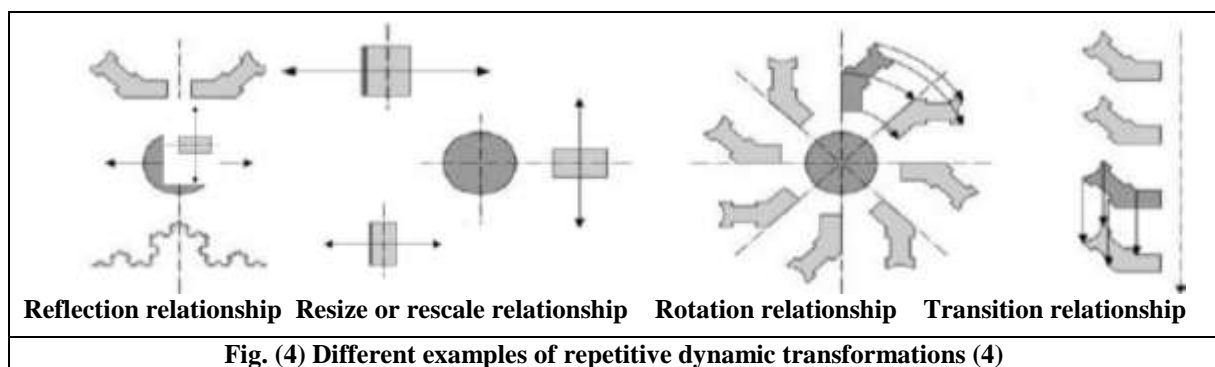 Reflection relationship Resize or rescale relationship Rotation relationship Transition relationship
Fig. (4) Different examples of repetitive dynamic transformations (4)